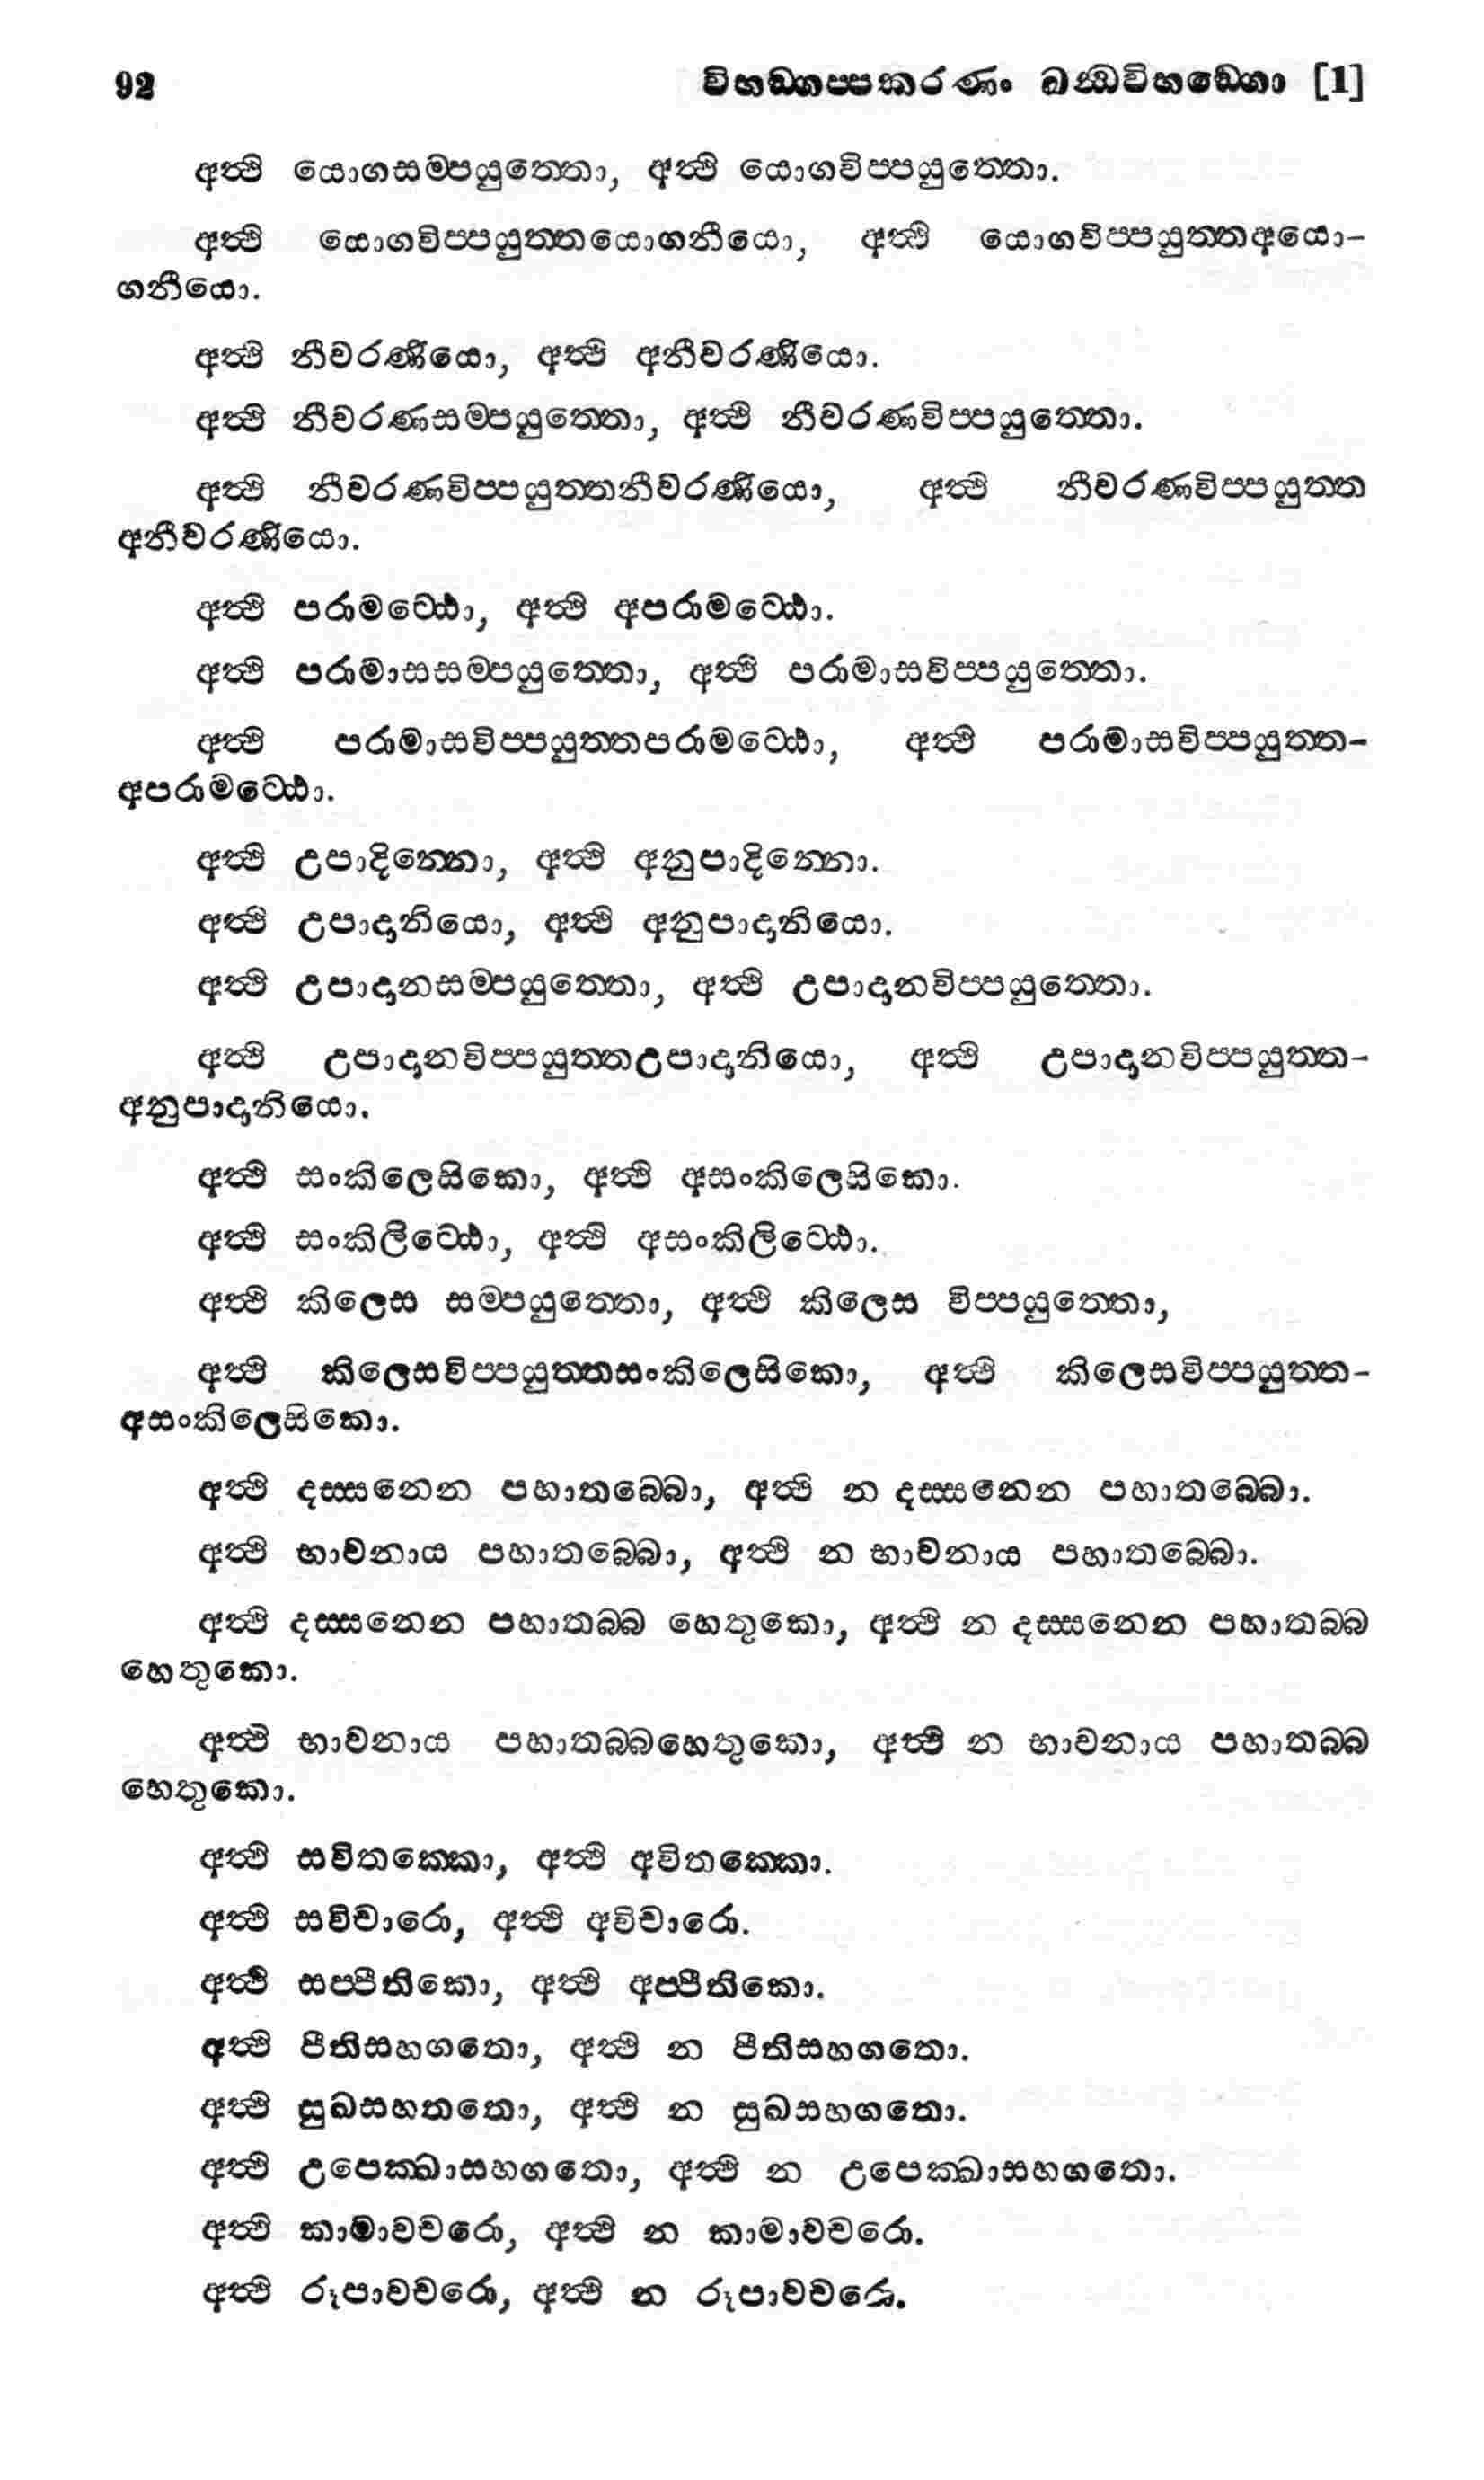 92 විභඞ්ගප්පකරණං ඛන්ධවිභඞ්ගො [1]
අත්ථි යොගසම්පයුත්තො, අත්ථි යොගවිප්පයුත්තො.
අත්ථි යොගවිප්පයුත්තයොගනීයො, අත්ථි යොගවිප්පයුත්තඅයො-
ගනීයො.
අත්ථි නීවරණියො, අත්ථි අනීවරණියො.
අත්ථි නීවරණසම්පයුත්තො, අත්ථි නීවරණවිප්පයුත්තො.
අත්ථි නීවරණවිප්පයුත්තනීවරණියො, අත්ථි නීවරණවිප්පයුත්ත
අනීවරණියො.
අත්ථි පරාමට්ඨො, අත්ථි අපරාමට්ඨො.
අත්ථි පරාමාසසම්පයුත්තො, අත්ථි පරාමාසවිප්පයුත්තො.
අත්ථි පරාමාසවිප්පයුත්තපරාමට්ඨො, අත්ථි පරාමාසවිප්පයුත්ත-
අපරාමට්ඨො.
අත්ථි උපාදින්නො, අත්ථි අනුපාදින්නො.
අත්ථි උපාදානියො, අත්ථි අනුපාදානියො.
අත්ථි උපාදානසම්පයුත්තො, අත්ථි උපාදානවිප්පයුත්තො.
අත්ථි උපාදානවිප්පයුත්තඋපාදානියො, අත්ථි උපාදානවිප්පයුත්ත-
අනුපාදානියො.
අත්ථි සංකිලෙසිකො, අත්ථි අසංකිලෙසිකො.
අත්ථි සංකිලිට්ඨො, අත්ථි අසංකිලිට්ඨො.
අත්ථි කිලෙස සම්පයුත්තො, අත්ථි කිලෙස විප්පයුත්තො,
අත්ථි කිලෙසවිප්පයුත්තසංකිලෙසිකො, අත්ථි කිලෙසවිප්පයුත්ත-
අසංකිලෙසිකො.
අත්ථි දස්සනෙන පහාතබ්බො, අත්ථි න දස්සනෙන පහාතබ්බො.
අත්ථි භාවනාය පහාතබ්බො, අත්ථි න භාවනාය පහාතබ්බො.
අත්ථි දස්සනෙන පහාතබ්බ හෙතුකො, අත්ථි න දස්සනෙන පහාතබ්බ
හෙතුකො.
අත්ථි භාවනාය පහාතබ්බහෙතුකො, අත්ථි න භාවනාය පහාතබ්බ
හෙතුකො.
අත්ථි සවිතක්කො, අත්ථි අවිතක්කො.
අත්ථි සවිචාරො, අත්ථි අවිචාරො.
අත්ථි සප්පීතිකො, අත්ථි අප්පීතිකො.
අත්ථි පීතිසහගතො, අත්ථි න පීතිසහගතො.
අත්ථි සුඛසහතතො, අත්ථි න සුඛසහගතො.
අත්ථි උපෙක්ඛාසහගතො, අත්ථි න උපෙක්ඛාසහගතො.
අත්ථි කාමාවචරො, අත්ථි න කාමාවචරො.
අත්ථි රූපාවචරො, අත්ථි න රූපාවචරො.